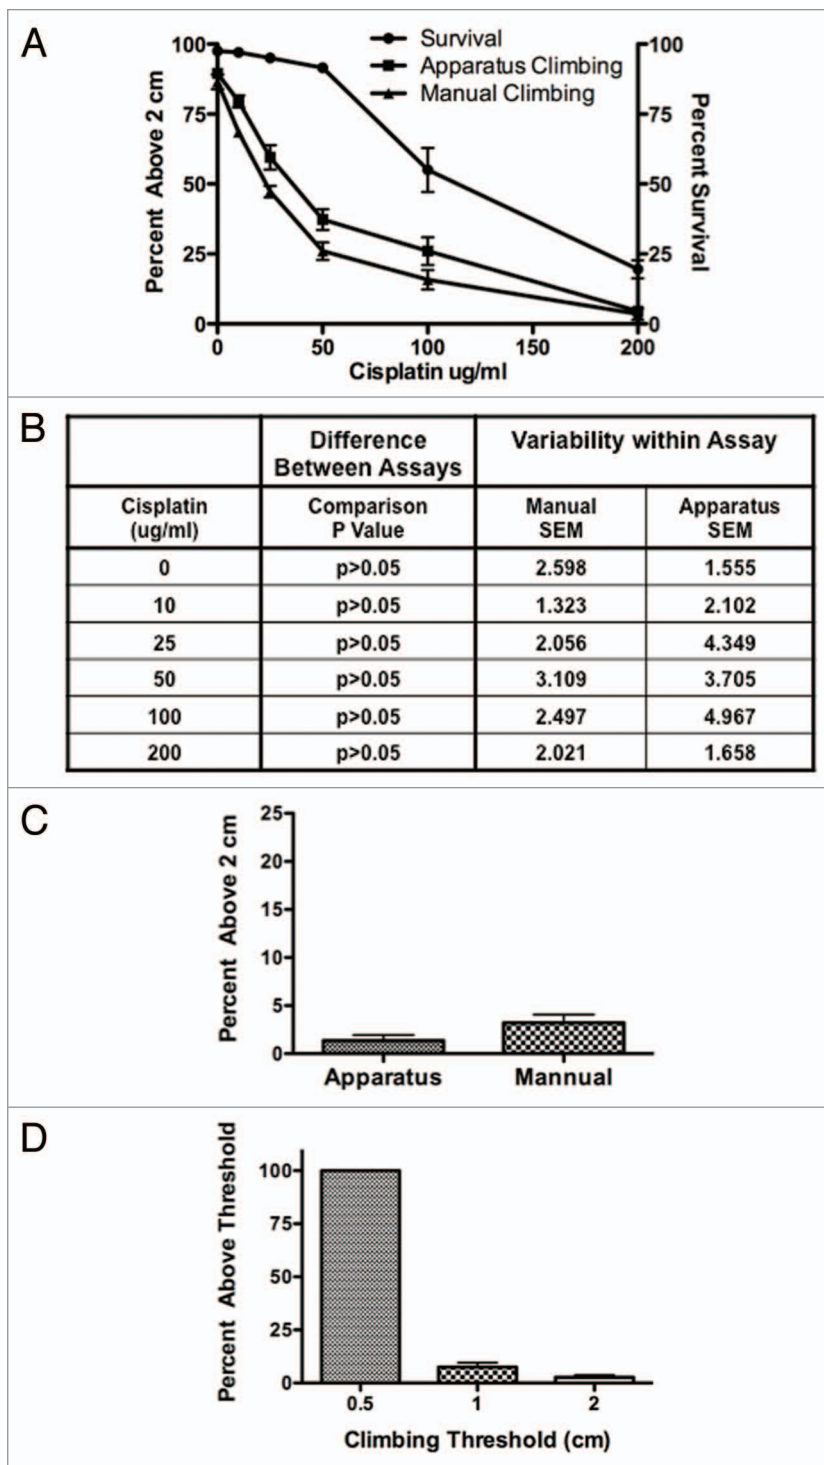 A
Survival
Apparatus Climbing
Manual Climbing
100
75
50
25
0
Percent Above 2 cm
100
75
50
25
0
Percent Survival
0 50 100 150 200
Cisplatin ug/ml
B
Difference Between Assays
Variability within Assay
Cisplatin (ug/ml)
Comparison P Value
Manual SEM
Apparatus SEM
0 p>0.05 2.598 1.555
10 p>0.05 1.323 2.102
25 p>0.05 2.056 4.349
50 p>0.05 3.109 3.705
100 p>0.05 2.497 4.967
200 p>0.05 2.021 1.658
C
Percent Above 2 cm
25
20
15
10
5
0
Apparatus Mannual
D
Percent Above Threshold
100
75
50
25
0
0.5 1 2
Climbing Threshold (cm)